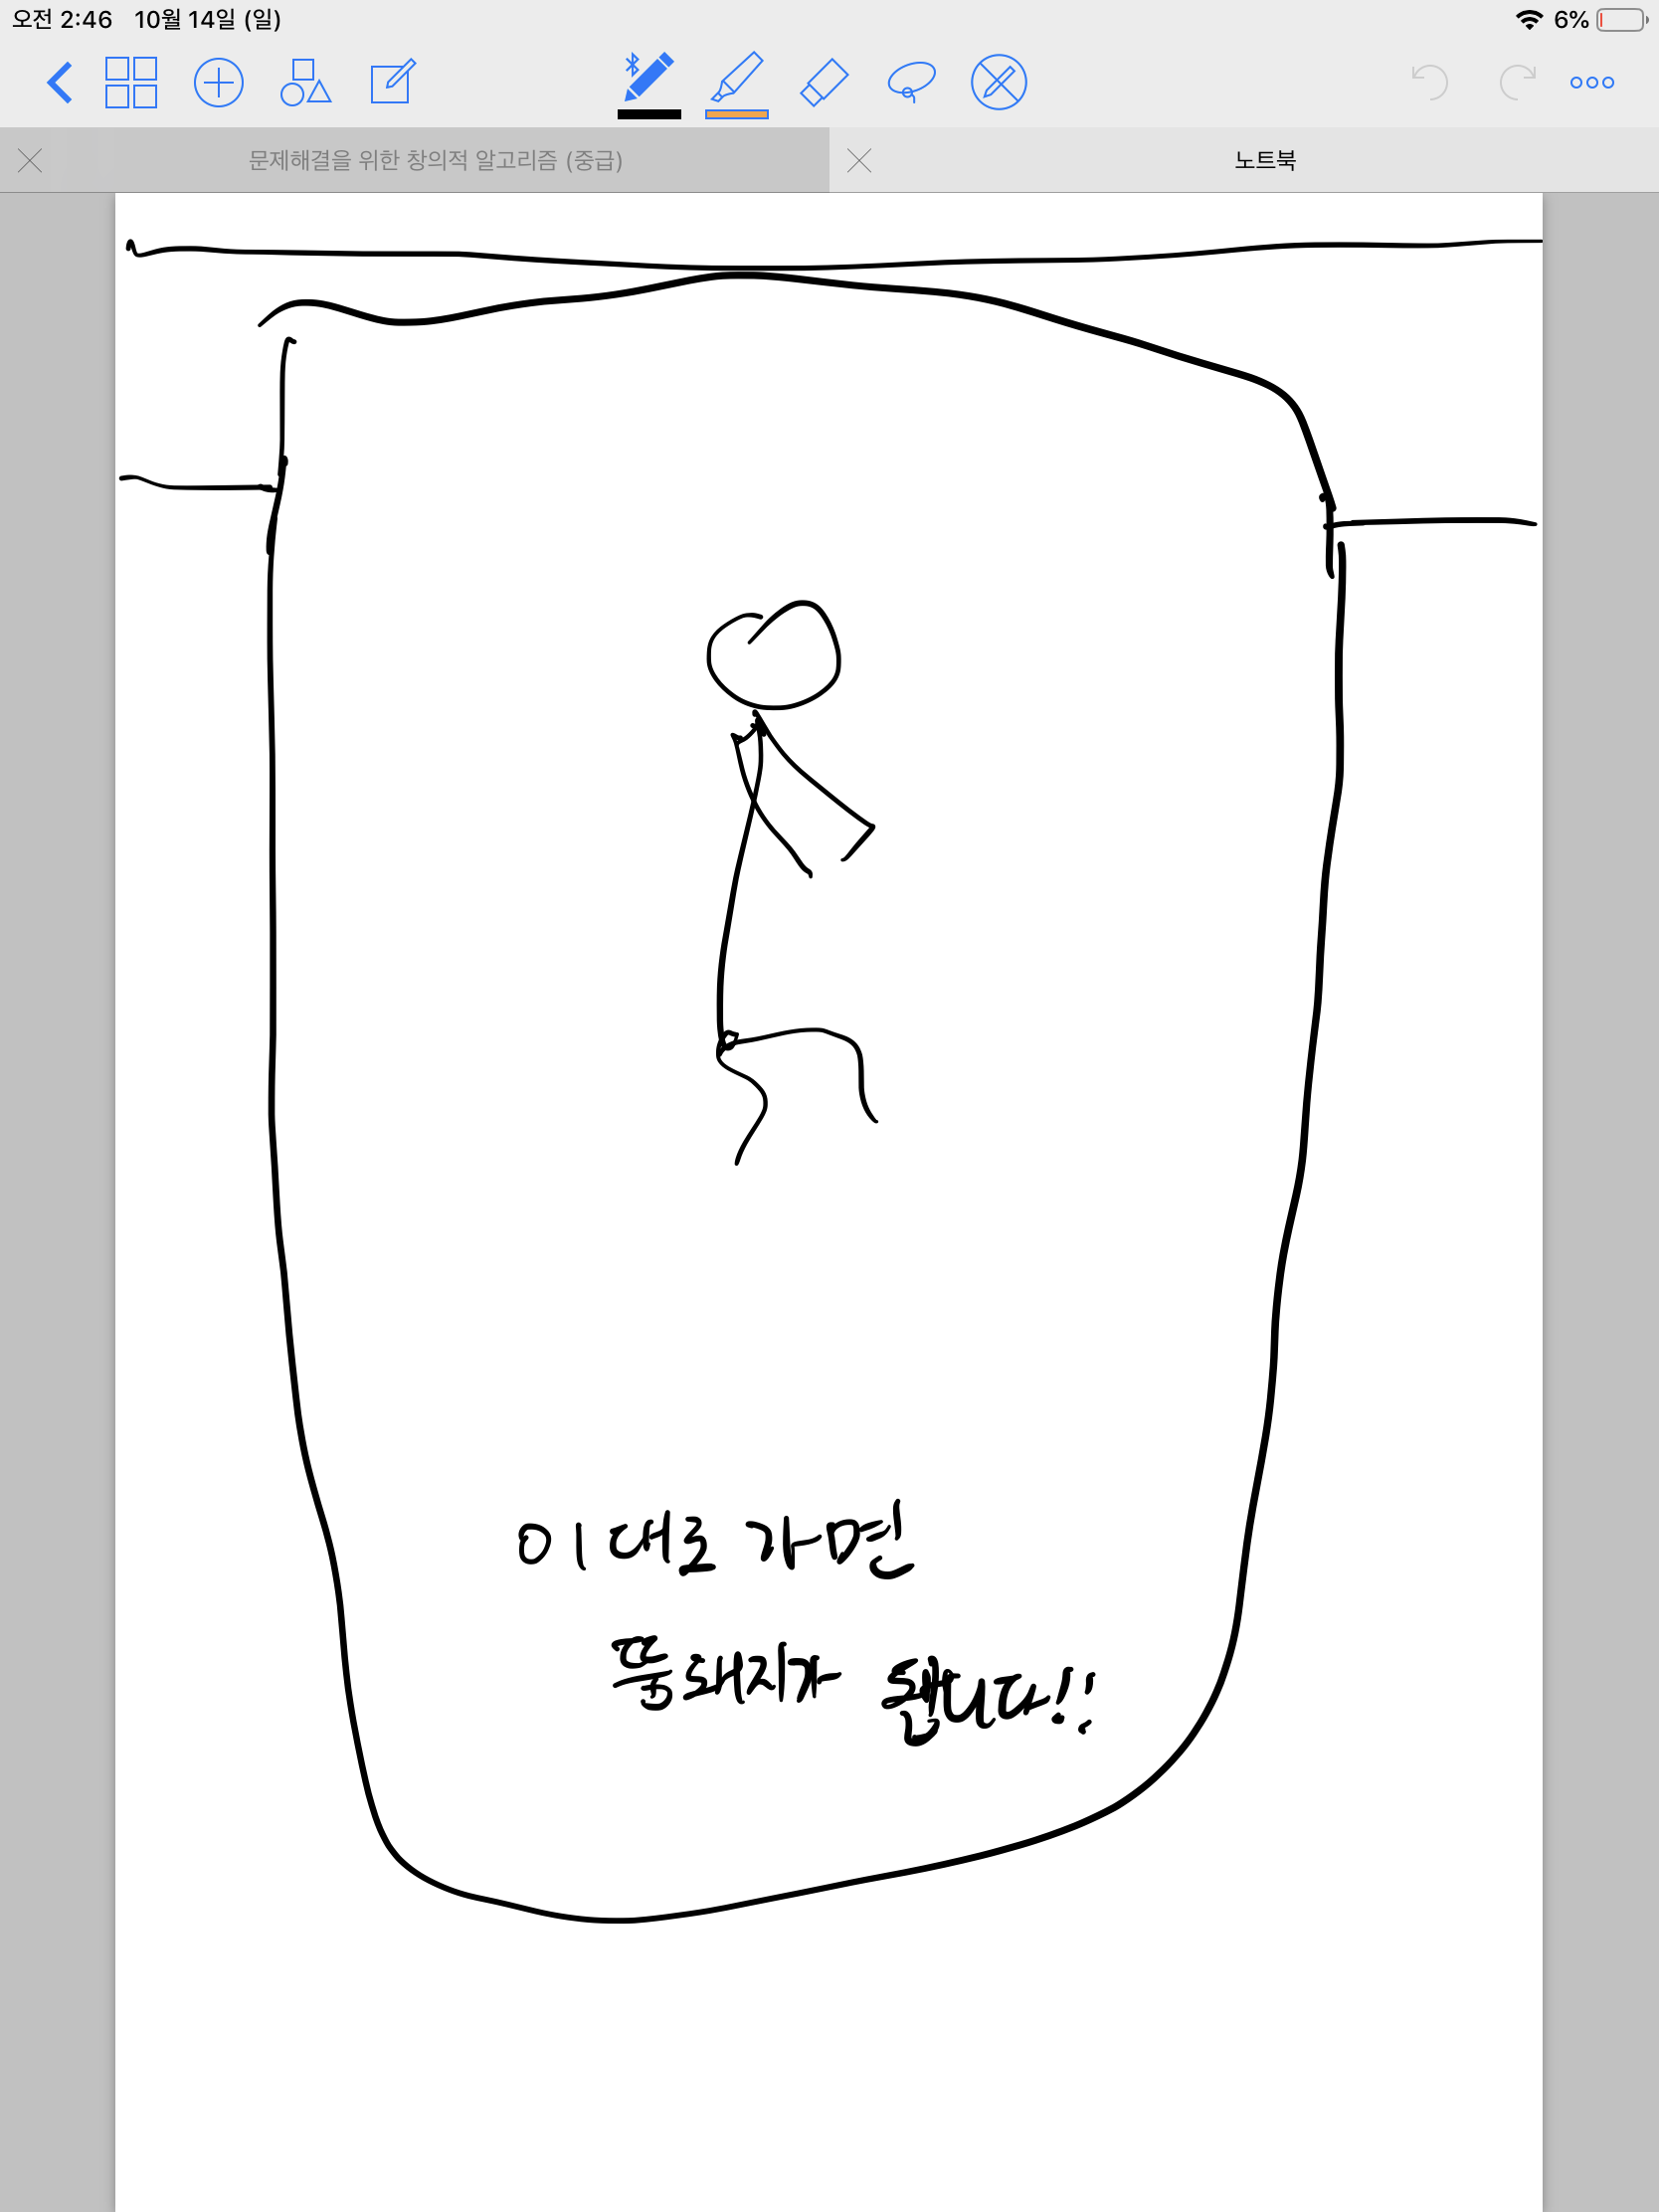 오전 2:46 10월 14일 (일) 6%
문제해결을 위한 창의적 알고리즘 (중급) 노트북
이대로 가면
뚱돼지가 됩니다!!